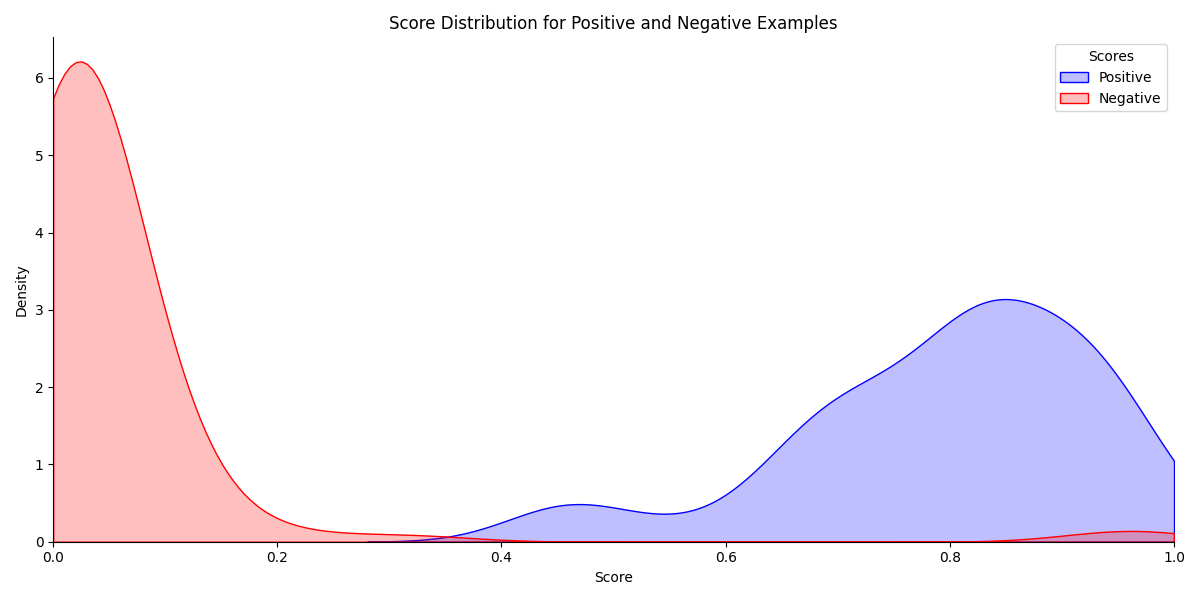 Score Distribution for Positive and Negative Examples
Scores
Positive
Negative
6
5
4
3
2
1
0
Density
0.0 0.2 0.4 0.6 0.8 1.0
Score